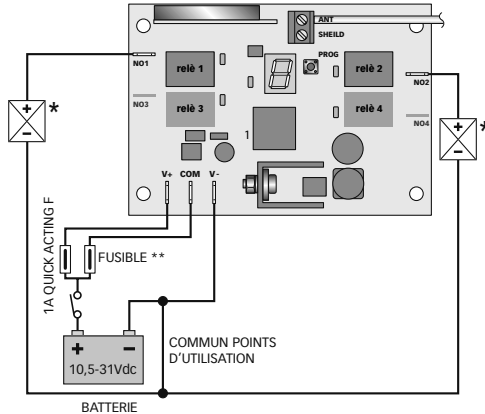 ANT
SHEILD
PROG
NO1
relè 1
relè 2
NO2
NO3
relè 3
relè 4
NO4
1
V+ COM V-
*
*
+
-
+
-
1A QUICK ACTING F
FUSIBLE **
+ -
10,5-31Vdc
COMMUN POINTS
D'UTILISATION
BATTERIE